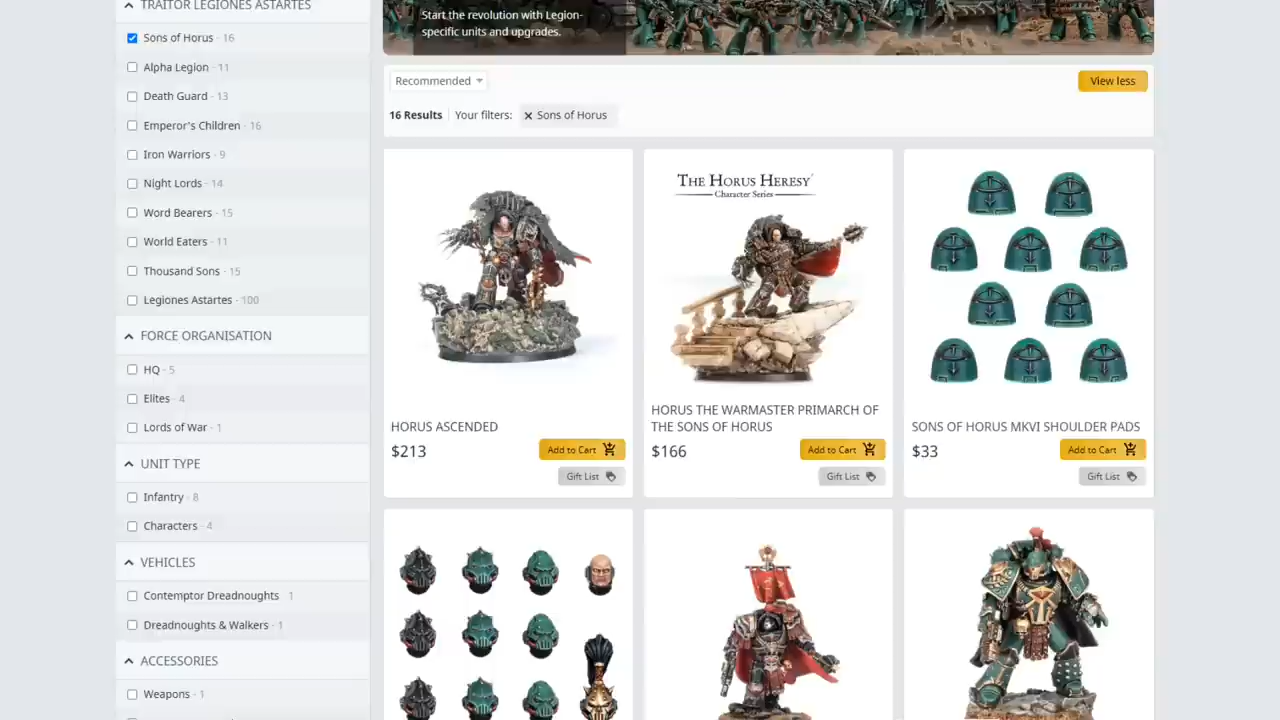 TRAITOR LEGIONES ASTARTES
Sons of Horus - 16
Alpha Legion - 11
Death Guard - 13
Emperor's Children - 16
Iron Warriors - 9
Night Lords - 14
Word Bearers - 15
World Eaters - 11
Thousand Sons - 15
Legiones Astartes - 100
FORCE ORGANISATION
HQ - 5
Elites - 4
Lords of War - 1
UNIT TYPE
Infantry - 8
Characters - 4
VEHICLES
Contemptor Dreadnoughts 1
Dreadnoughts & Walkers - 1
ACCESSORIES
Weapons - 1
Start the revolution with Legion-
specific units and upgrades.
Recommended
View less
16 Results
Your filters:
Sons of Horus
HORUS ASCENDED
$213
Add to Cart
Gift List
THE HORUS HERESY
Character Series
HORUS THE WARMASTER PRIMARCH OF
THE SONS OF HORUS
$166
Add to Cart
Gift List
SONS OF HORUS MKVI SHOULDER PADS
$33
Add to Cart
Gift List